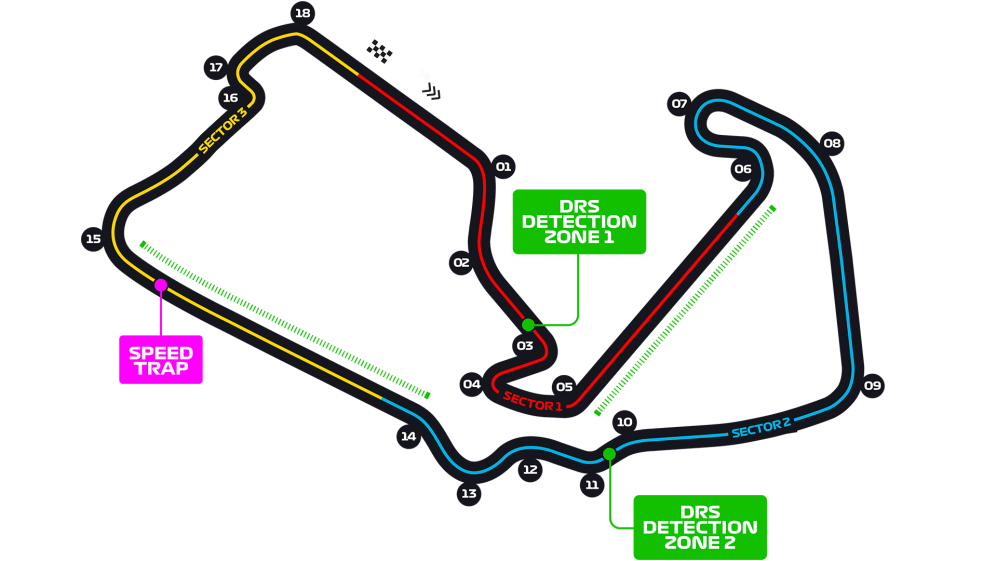 18
17
16
SECTOR 3
01
07
08
06
DRS
DETECTION
ZONE 1
15
02
SPEED
TRAP
03
04
05
SECTOR 1
09
10
SECTOR 2
14
12
11
13
DRS
DETECTION
ZONE 2